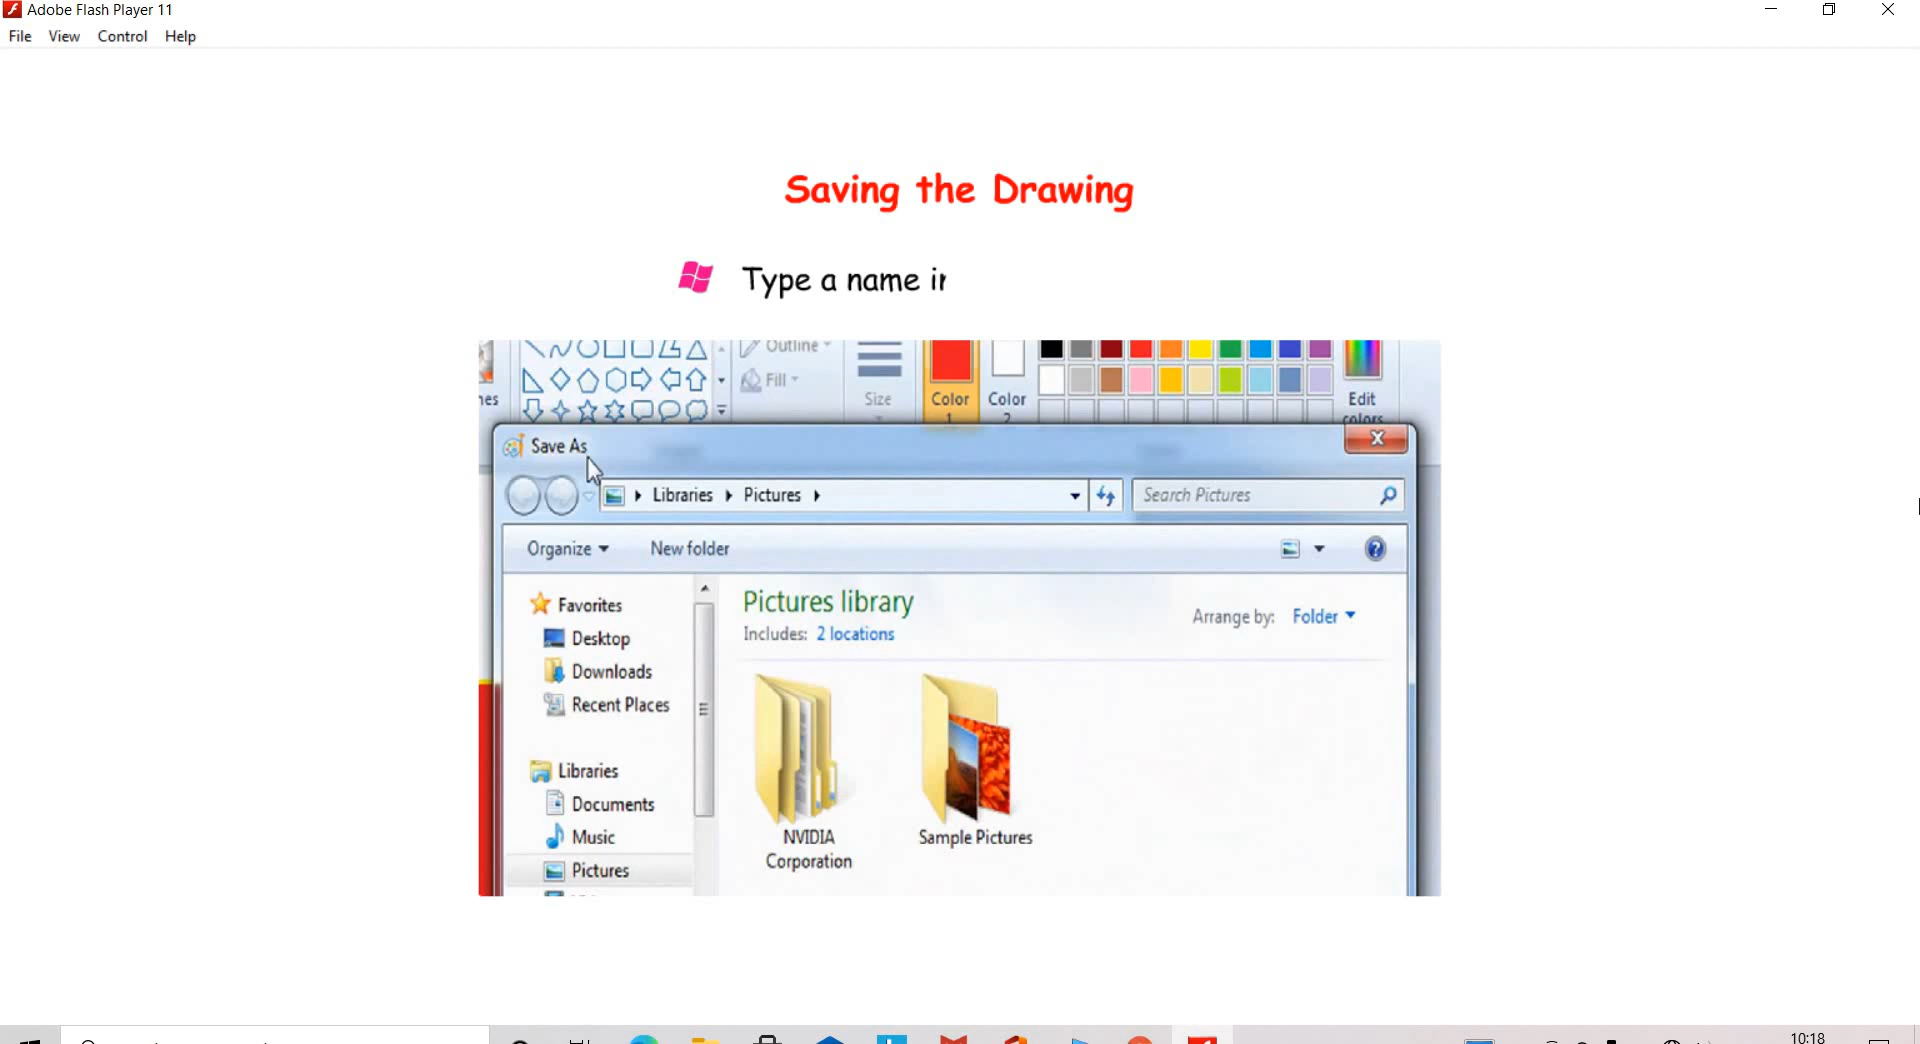 Adobe Flash Player 11
File View Control Help
Saving the Drawing
Type a name in
Outline
Fill
Size
Color 1
Color 2
Edit colors
Save As
Libraries Pictures
Search Pictures
Organize New folder
Favorites
Desktop
Downloads
Recent Places
Libraries
Documents
Music
Pictures
Pictures library
Includes: 2 locations
Arrange by: Folder
NVIDIA Corporation
Sample Pictures
10:18